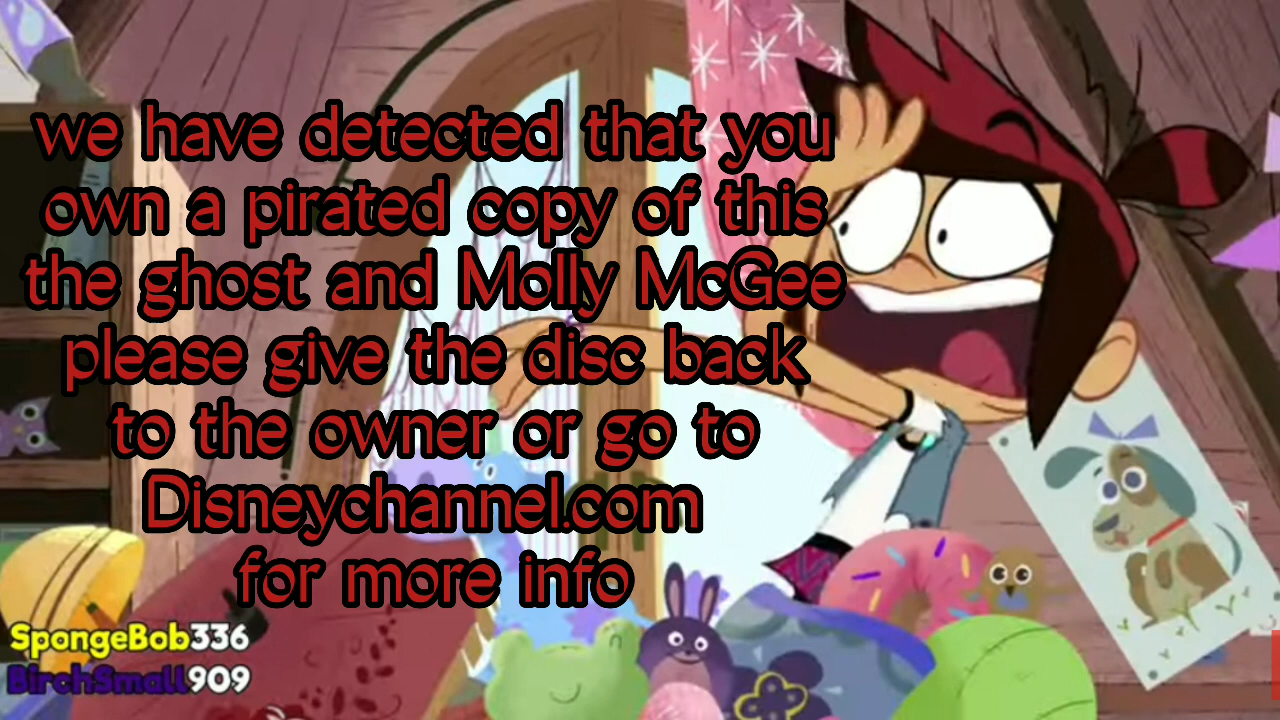 we have detected that you
own a pirated copy of this
the ghost and Molly McGee
please give the disc back
to the owner or go to
Disneychannel.com
for more info
SpongeBob336
BirchSmall909